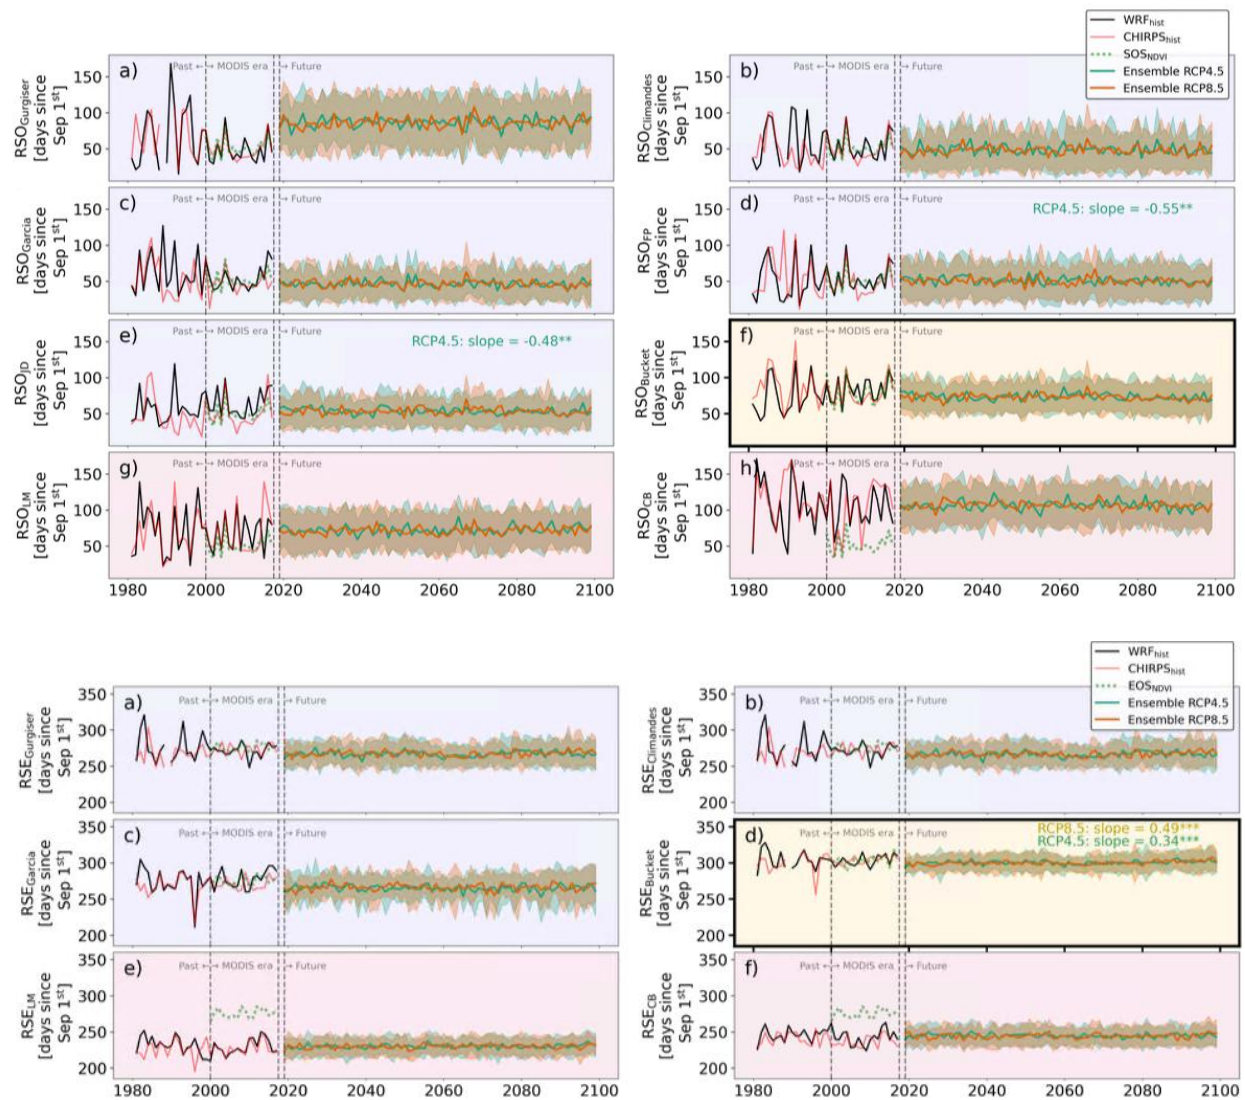 WRFhist
CHIRPShist
SOSNDVI
Ensemble RCP4.5
Ensemble RCP8.5
a)
Past ← → MODIS era → Future
RSOGurgiser
[days since
Sep 1st]
150
100
50
b)
Past ← → MODIS era → Future
RSOClimandes
[days since
Sep 1st]
150
100
50
c)
Past ← → MODIS era → Future
RSOGarcia
[days since
Sep 1st]
150
100
50
d)
Past ← → MODIS era → Future
RCP4.5: slope = -0.55**
RSOFP
[days since
Sep 1st]
150
100
50
e)
Past ← → MODIS era → Future
RCP4.5: slope = -0.48**
RSOJD
[days since
Sep 1st]
150
100
50
f)
Past ← → MODIS era → Future
RSOBucket
[days since
Sep 1st]
150
100
50
g)
Past ← → MODIS era → Future
RSOLM
[days since
Sep 1st]
150
100
50
1980 2000 2020 2040 2060 2080 2100
h)
Past ← → MODIS era → Future
RSOCB
[days since
Sep 1st]
150
100
50
1980 2000 2020 2040 2060 2080 2100
WRFhist
CHIRPShist
EOSNDVI
Ensemble RCP4.5
Ensemble RCP8.5
a)
Past ← → MODIS era → Future
RSEGurgiser
[days since
Sep 1st]
350
300
250
200
b)
Past ← → MODIS era → Future
RSEClimandes
[days since
Sep 1st]
350
300
250
200
c)
Past ← → MODIS era → Future
RSEGarcia
[days since
Sep 1st]
350
300
250
200
d)
Past ← → MODIS era → Future
RCP8.5: slope = 0.49***
RCP4.5: slope = 0.34***
RSEBucket
[days since
Sep 1st]
350
300
250
200
e)
Past ← → MODIS era → Future
RSELM
[days since
Sep 1st]
350
300
250
200
1980 2000 2020 2040 2060 2080 2100
f)
Past ← → MODIS era → Future
RSECB
[days since
Sep 1st]
350
300
250
200
1980 2000 2020 2040 2060 2080 2100